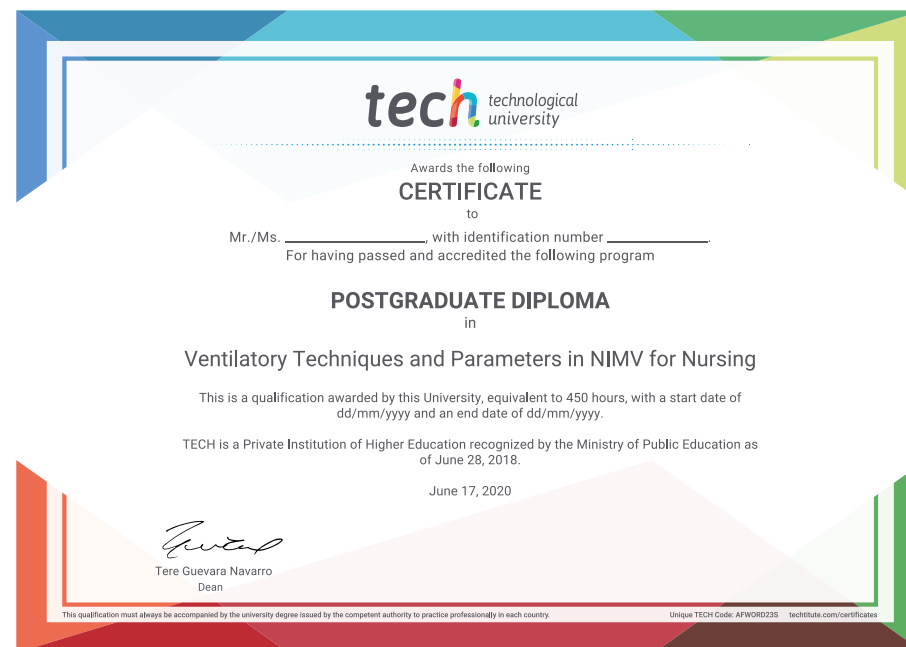 tech technological
university
Awards the following
CERTIFICATE
to
Mr./Ms. ____________________, with identification number ______________.
For having passed and accredited the following program
POSTGRADUATE DIPLOMA
in
Ventilatory Techniques and Parameters in NIMV for Nursing
This is a qualification awarded by this University, equivalent to 450 hours, with a start date of
dd/mm/yyyy and an end date of dd/mm/yyyy.
TECH is a Private Institution of Higher Education recognized by the Ministry of Public Education as
of June 28, 2018.
June 17, 2020
Tere Guevara Navarro
Dean
This qualification must always be accompanied by the university degree issued by the competent authority to practice professionally in each country.
Unique TECH Code: AFWORD23S techtitute.com/certificates